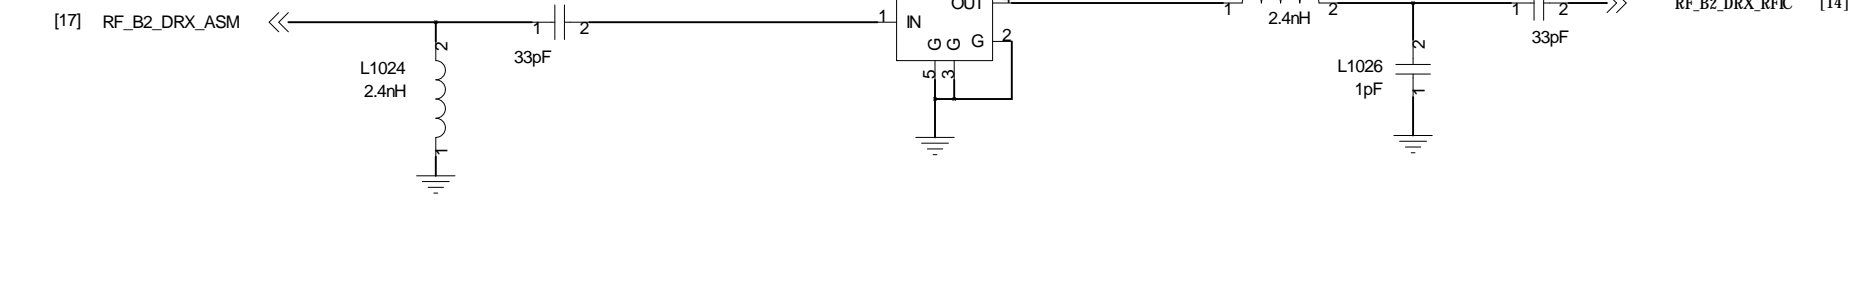 [17] RF_B2_DRX_ASM
1 2
33pF
L1024
2.4nH
2
1
1 IN
OUT
G G G 2
5 3
1 2
2.4nH
RF_B2_DRX_RFIC [14]
1 2
33pF
L1026
1pF
2
1